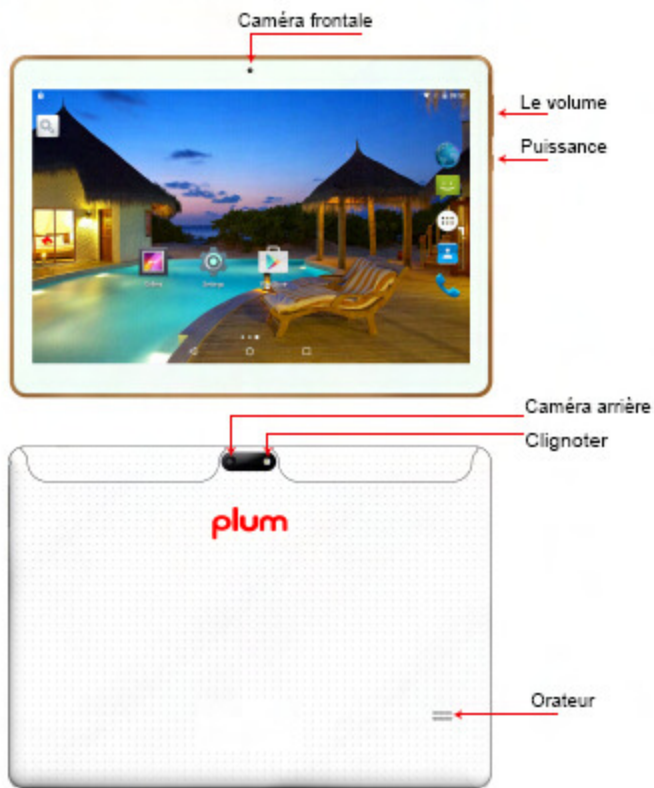 Caméra frontale
Le volume
Puissance
Caméra arrière
Clignoter
plum
Orateur